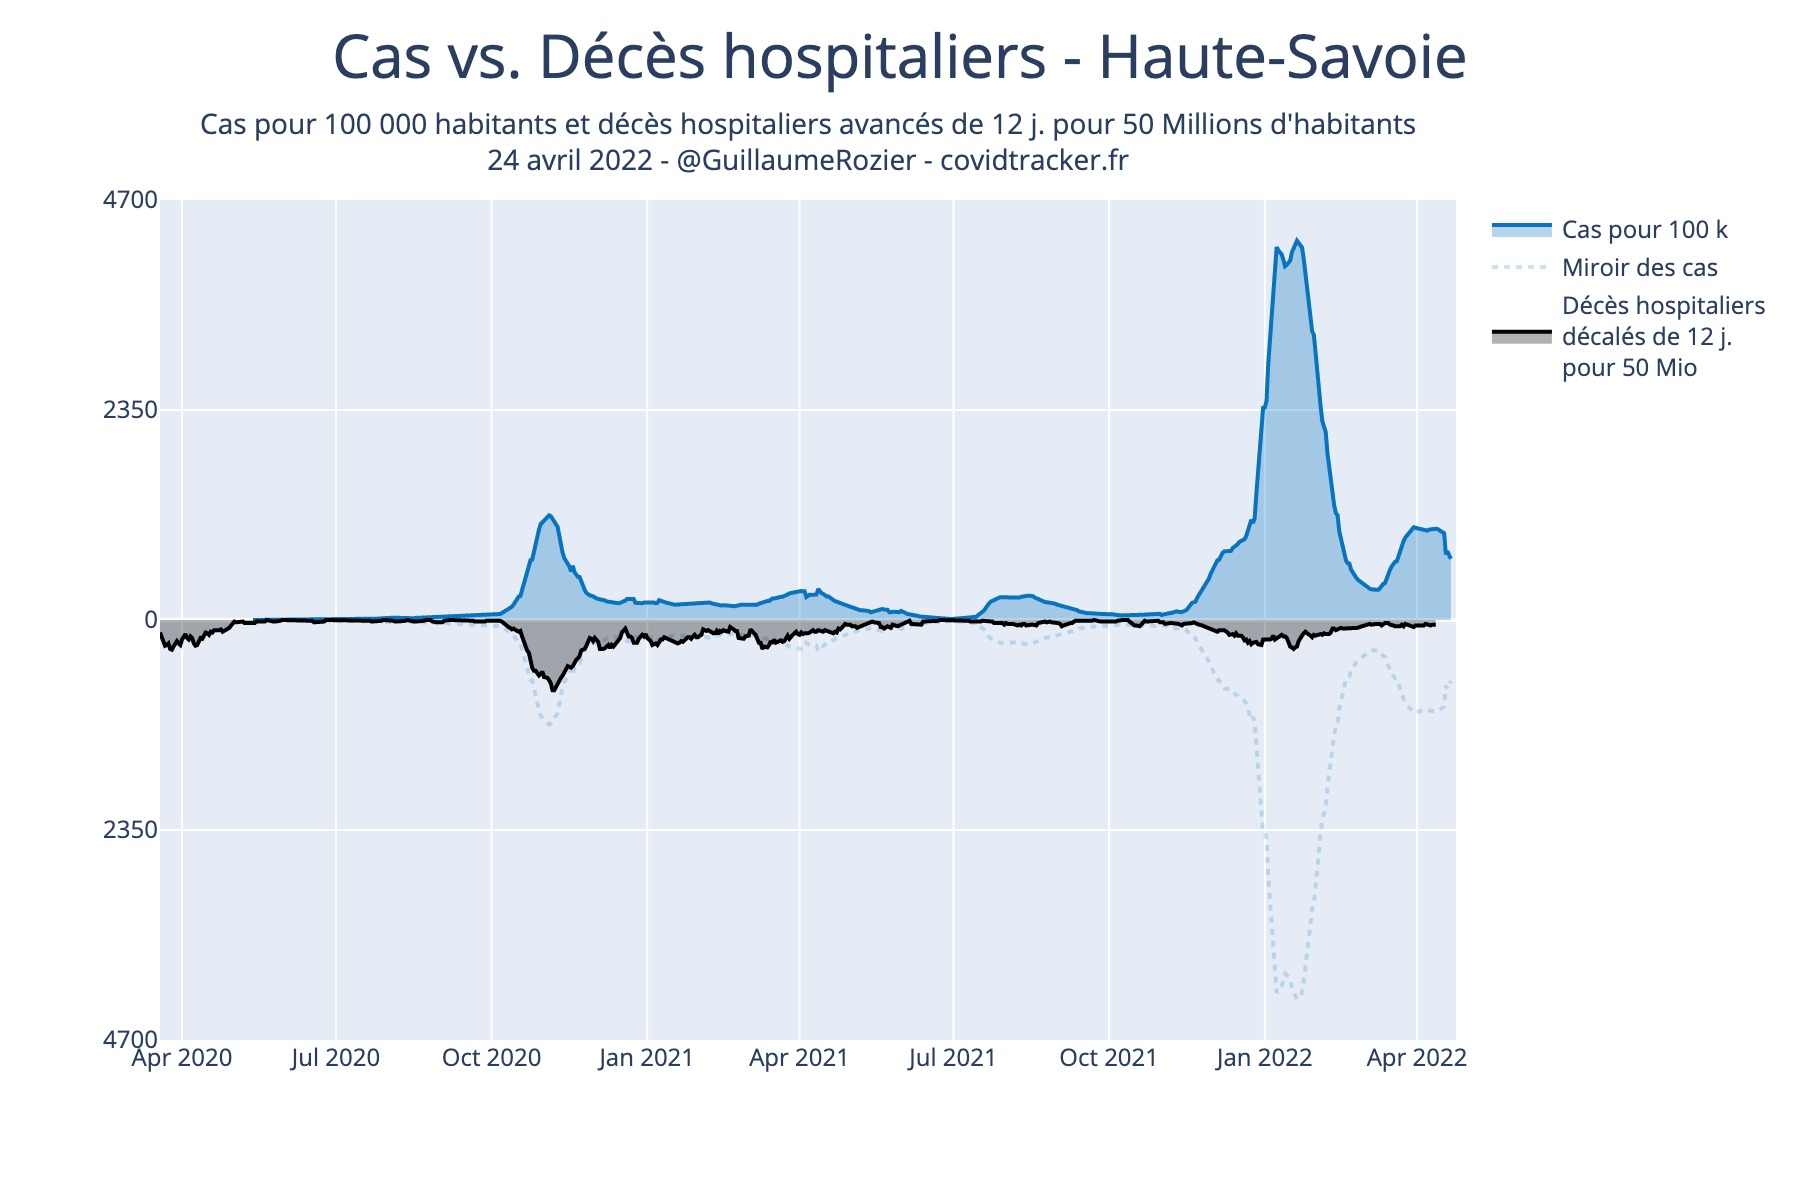 Cas vs. Décès hospitaliers - Haute-Savoie
Cas pour 100 000 habitants et décès hospitaliers avancés de 12 j. pour 50 Millions d'habitants
24 avril 2022 - @GuillaumeRozier - covidtracker.fr
4700
2350
0
2350
4700
Apr 2020
Jul 2020
Oct 2020
Jan 2021
Apr 2021
Jul 2021
Oct 2021
Jan 2022
Apr 2022
Cas pour 100 k
Miroir des cas
Décès hospitaliers
décalés de 12 j.
pour 50 Mio